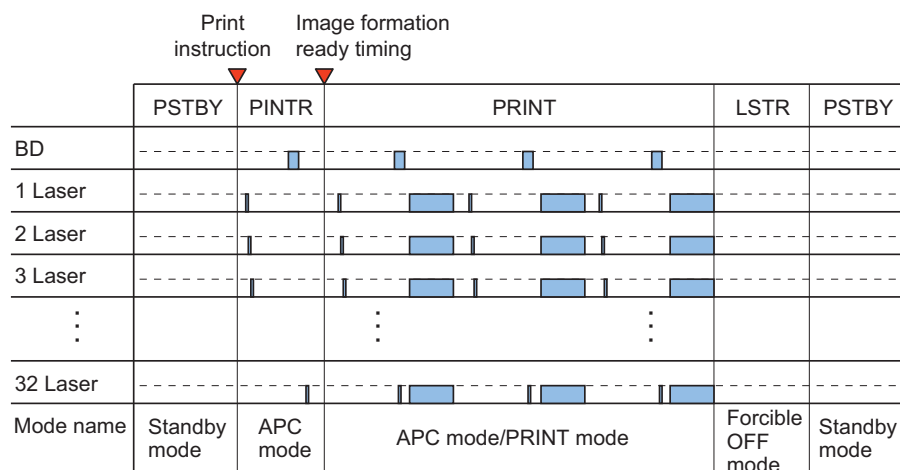 Print instruction
Image formation ready timing
PSTBY PINTR PRINT LSTR PSTBY
BD
1 Laser
2 Laser
3 Laser
32 Laser
Mode name
Standby mode
APC mode
APC mode/PRINT mode
Forcible OFF mode
Standby mode